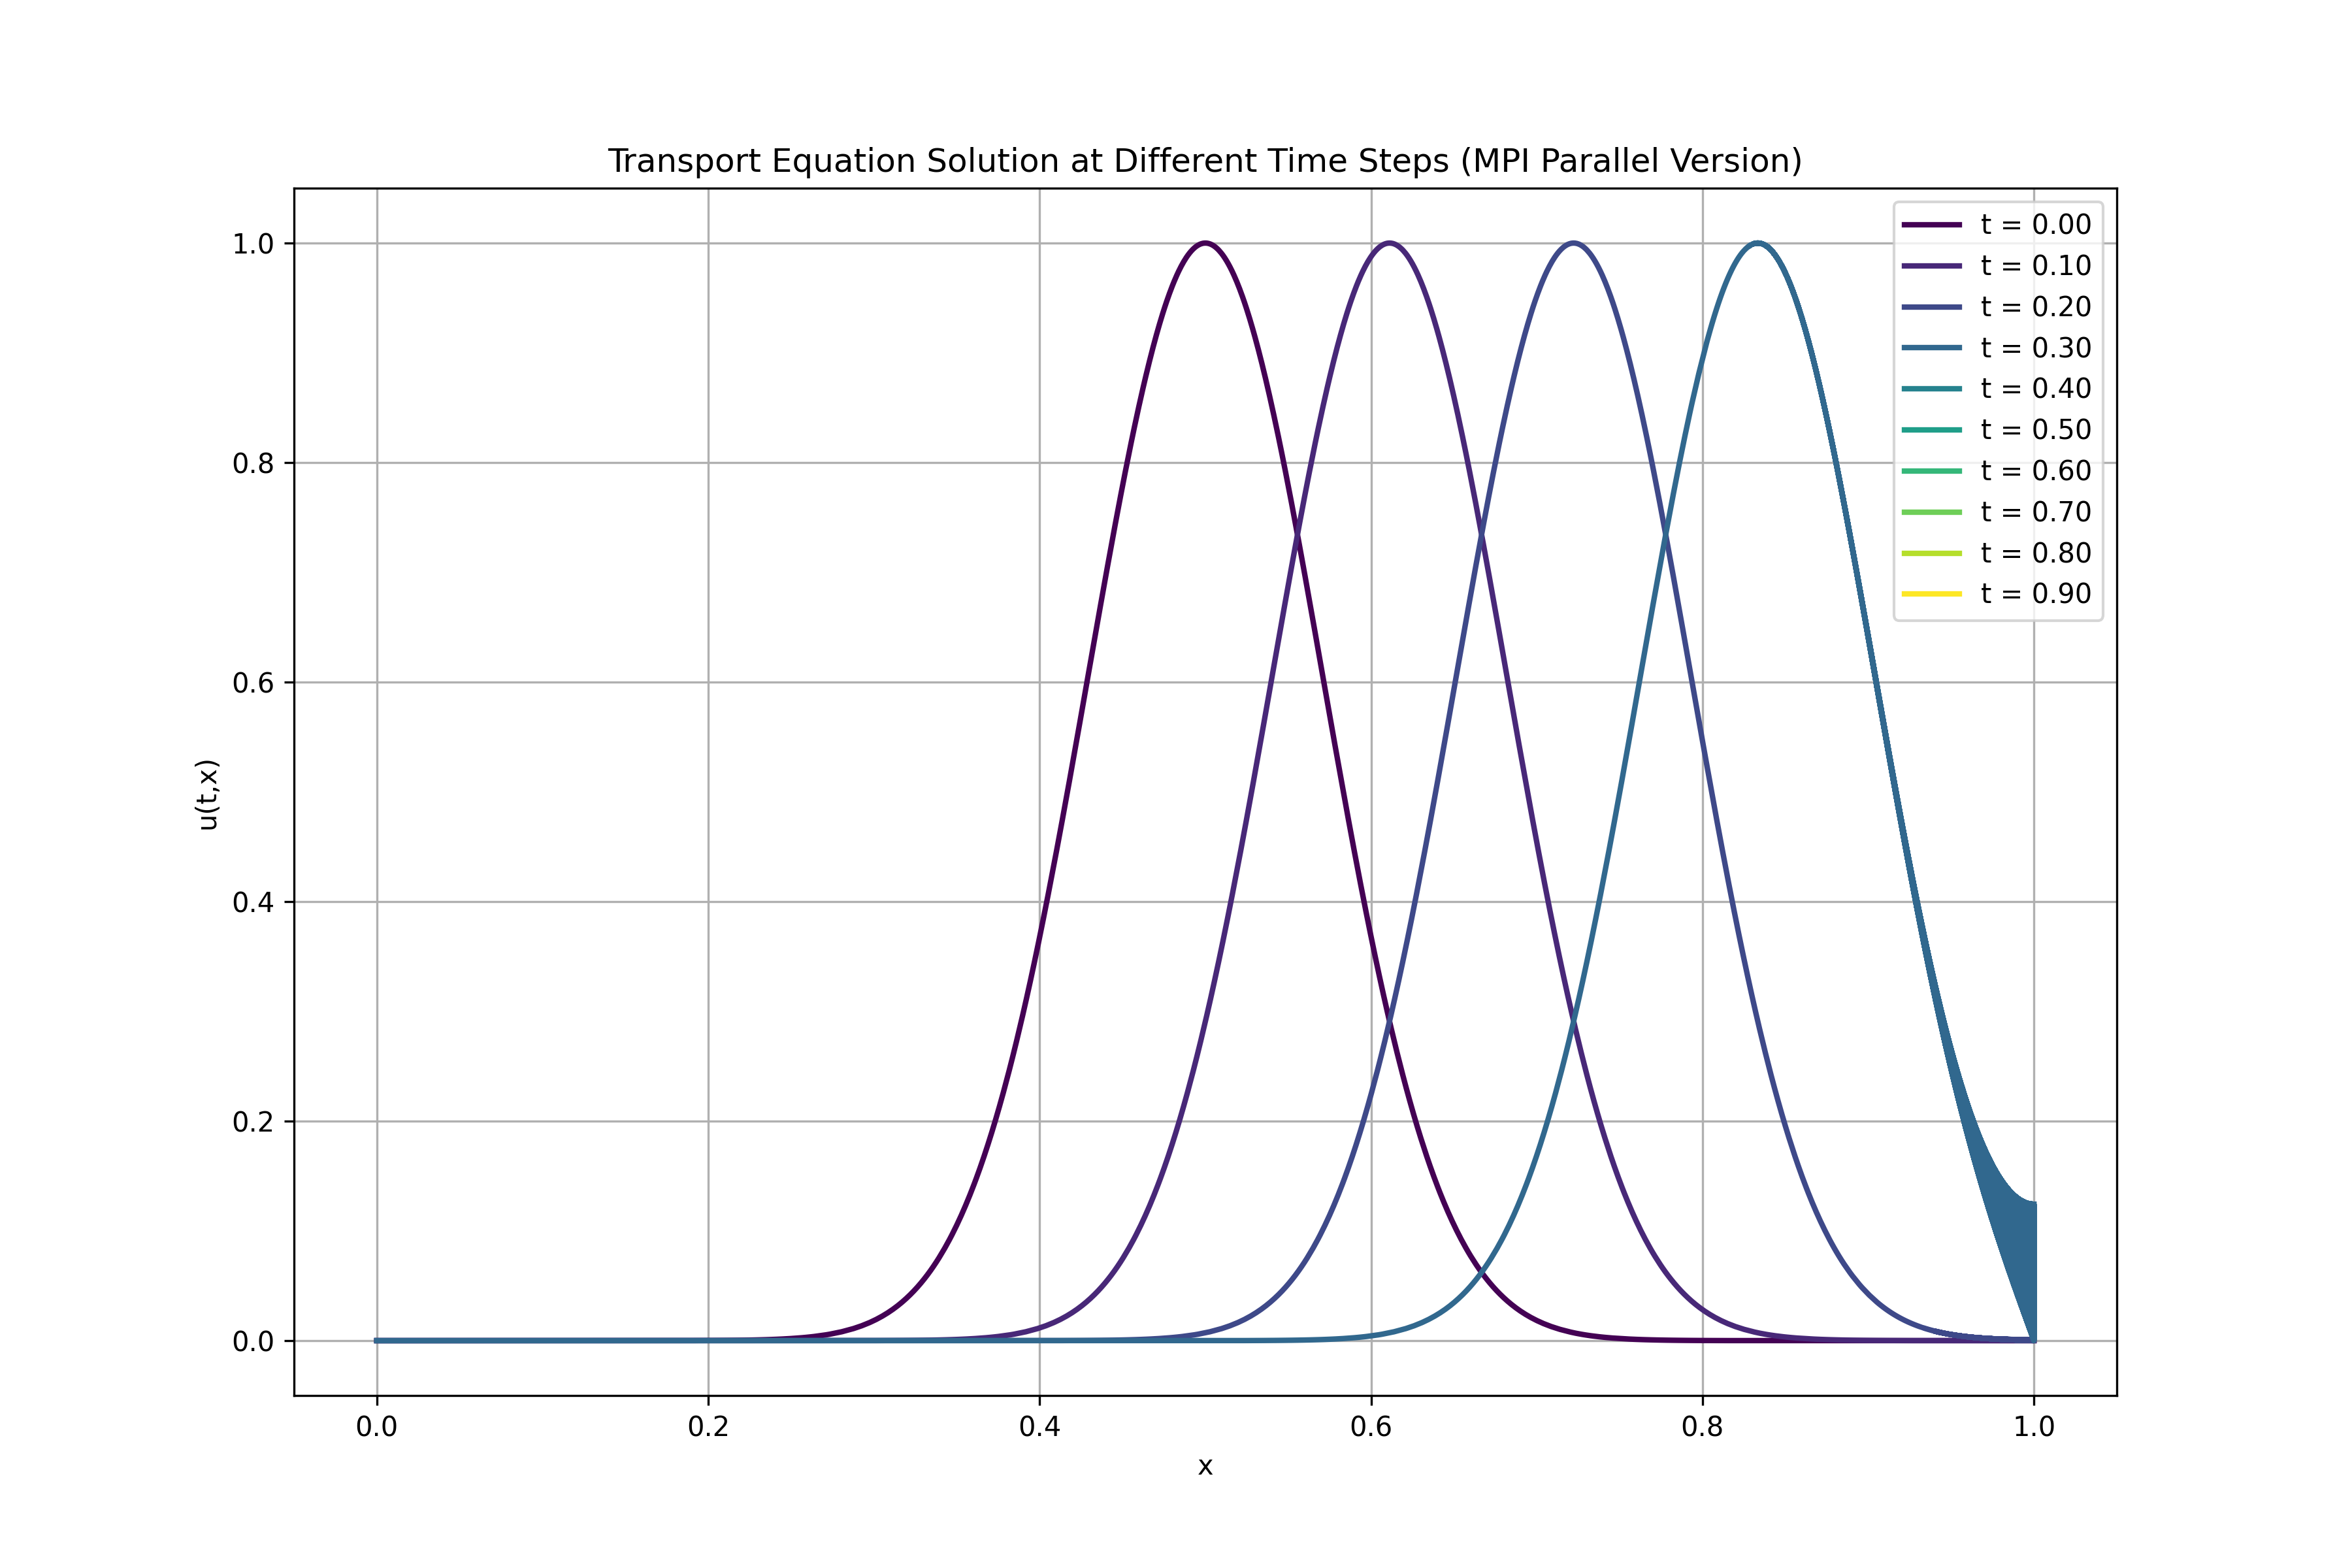 Transport Equation Solution at Different Time Steps (MPI Parallel Version)
t = 0.00
t = 0.10
t = 0.20
t = 0.30
t = 0.40
t = 0.50
t = 0.60
t = 0.70
t = 0.80
t = 0.90
1.0
0.8
0.6
0.4
0.2
0.0
u(t,x)
0.0 0.2 0.4 0.6 0.8 1.0
x